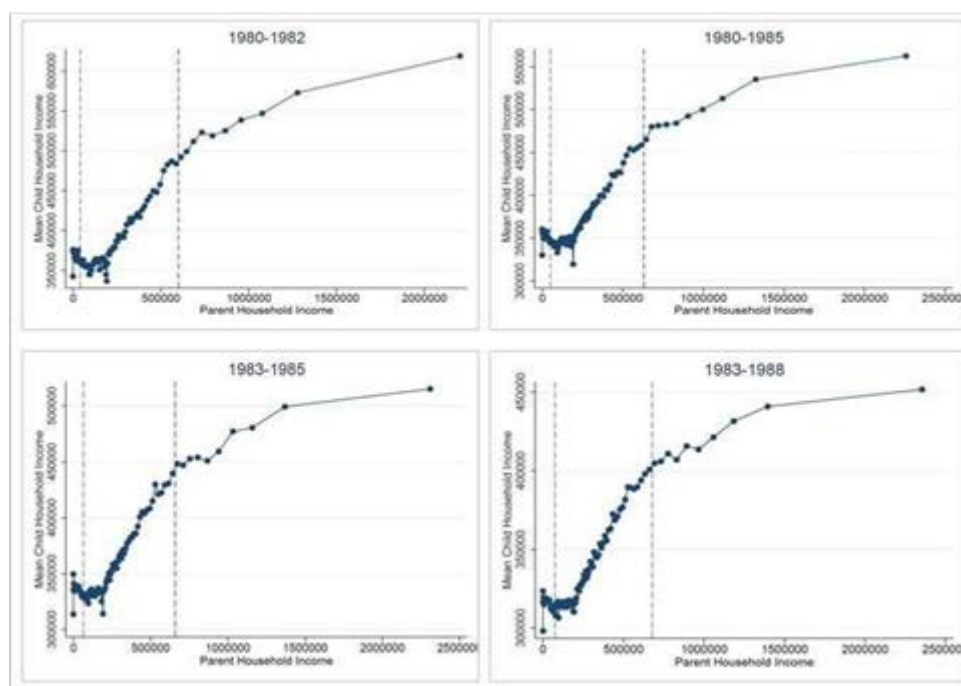 1980-1982
Mean Child Household Income
350000 400000 450000 500000 550000 600000
0 500000 1000000 1500000 2000000
Parent Household Income
1980-1985
Mean Child Household Income
300000 350000 400000 450000 500000 550000
0 500000 1000000 1500000 2000000 250000
Parent Household Income
1983-1985
Mean Child Household Income
300000 350000 400000 450000 500000
0 500000 1000000 1500000 2000000 250000
Parent Household Income
1983-1988
Mean Child Household Income
300000 350000 400000 450000
0 500000 1000000 1500000 2000000 250000
Parent Household Income